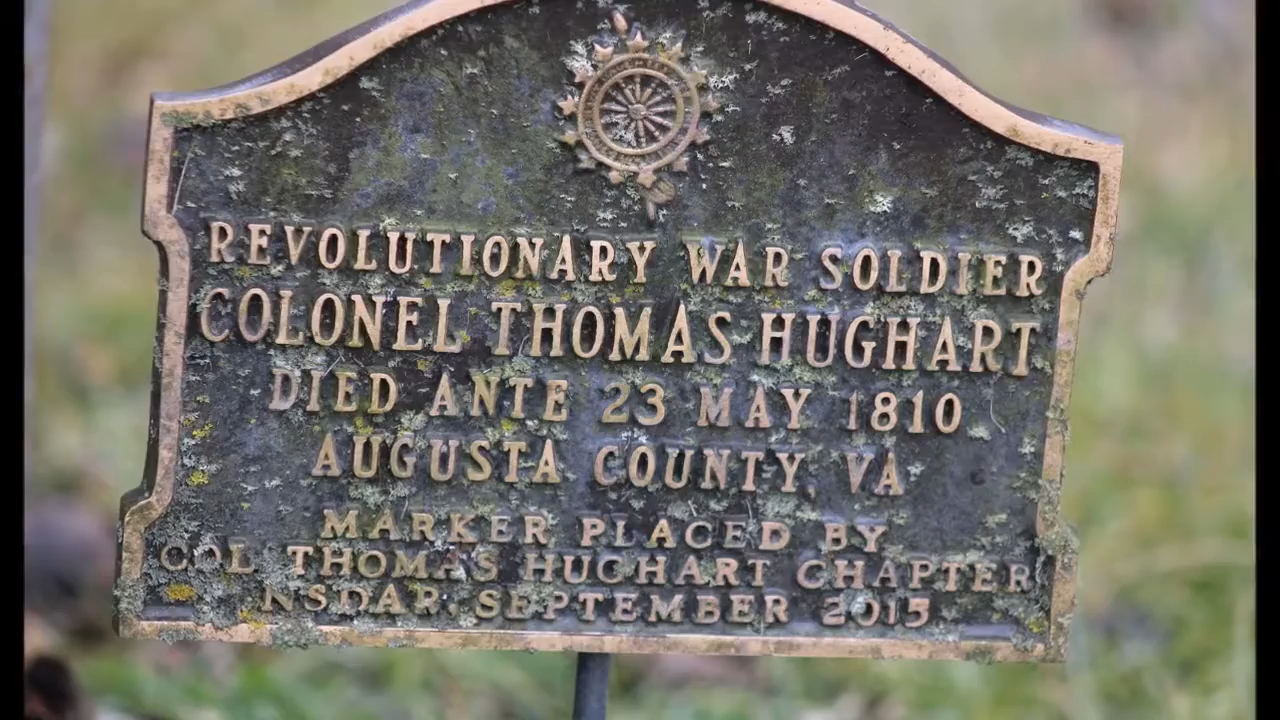 REVOLUTIONARY WAR SOLDIER
COLONEL THOMAS HUGHART
DIED ANTE 23 MAY 1810
AUGUSTA COUNTY, VA
MARKER PLACED BY
COL THOMAS HUGHART CHAPTER
NSDAR, SEPTEMBER 2015